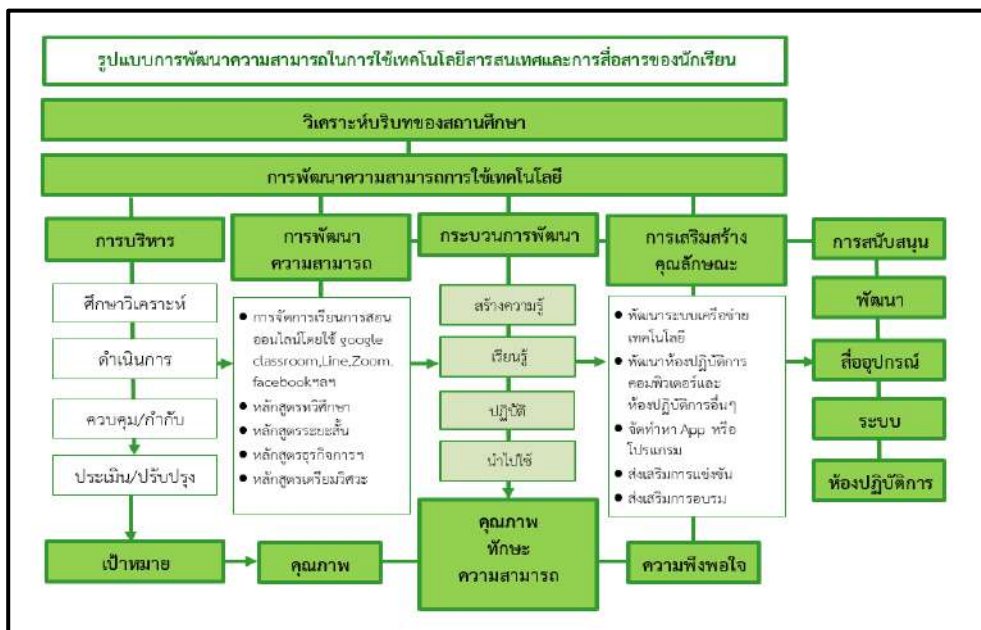 รูปแบบการพัฒนาความสามารถในการใช้เทคโนโลยีสารสนเทศและการสื่อสารของนักเรียน
วิเคราะห์บริบทของสถานศึกษา
การพัฒนาความสามารถการใช้เทคโนโลยี
การบริหาร
ศึกษาวิเคราะห์
ดำเนินการ
ควบคุม/กำกับ
ประเมิน/ปรับปรุง
การพัฒนา
ความสามารถ
• การจัดการเรียนการสอน
ออนไลน์โดยใช้ google
classroom,Line,Zoom.
facebookฯลฯ
• หลักสูตรทวิศึกษา
• หลักสูตรระยะสั้น
• หลักสูตรธุรกิจการฯ
• หลักสูตรเตรียมวิศวะ
กระบวนการพัฒนา
สร้างความรู้
เรียนรู้
ปฏิบัติ
นำไปใช้
การเสริมสร้าง
คุณลักษณะ
• พัฒนาระบบเครือข่าย
เทคโนโลยี
• พัฒนาห้องปฏิบัติการ
คอมพิวเตอร์และ
ห้องปฏิบัติการอื่นๆ
• จัดทำหา App หรือ
โปรแกรม
• ส่งเสริมการแข่งขัน
• ส่งเสริมการอบรม
การสนับสนุน
พัฒนา
สื่ออุปกรณ์
ระบบ
ห้องปฏิบัติการ
เป้าหมาย
คุณภาพ
คุณภาพ
ทักษะ
ความสามารถ
ความพึงพอใจ